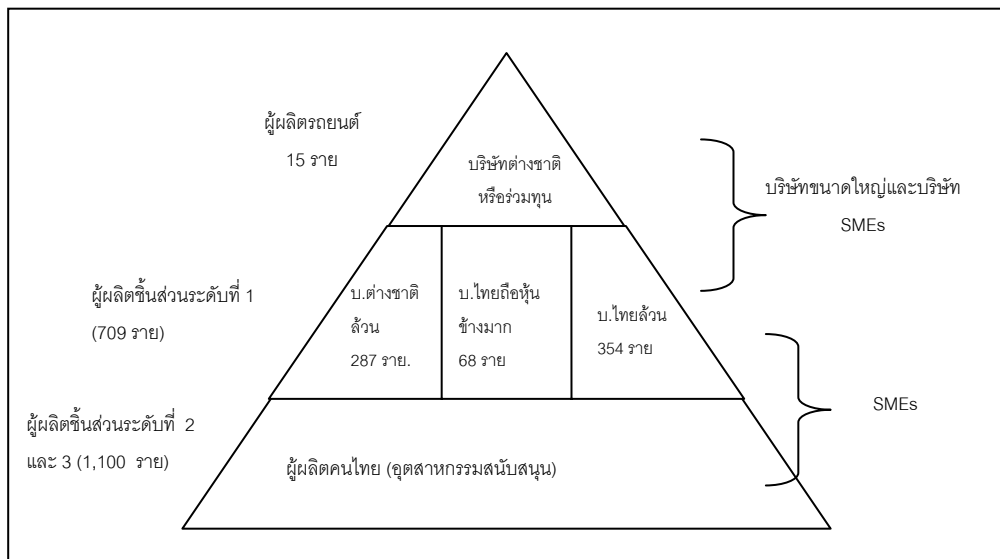 ผู้ผลิตรถยนต์
15 ราย
บริษัทต่างชาติ
หรือร่วมทุน
บริษัทขนาดใหญ่และบริษัท
SMEs
ผู้ผลิตชิ้นส่วนระดับที่ 1
(709 ราย)
บ.ต่างชาติ
ล้วน
287 ราย.
บ.ไทยถือหุ้น
ข้างมาก
68 ราย
บ.ไทยล้วน
354 ราย
ผู้ผลิตชิ้นส่วนระดับที่ 2
และ 3 (1,100 ราย)
ผู้ผลิตคนไทย (อุตสาหกรรมสนับสนุน)
SMEs